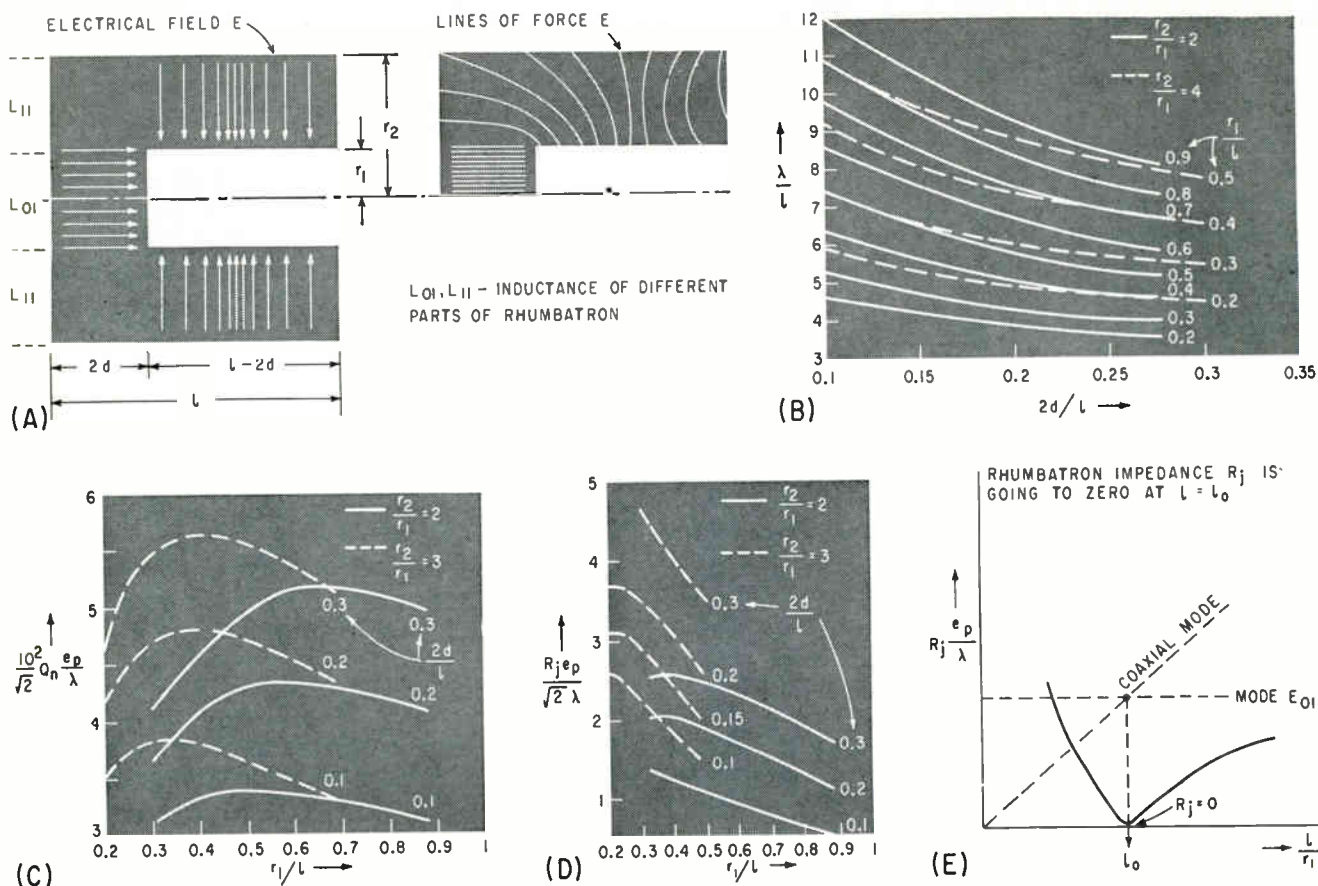 ELECTRICAL FIELD E
L11
L01
L11
r2
r1
2d
l-2d
l
(A)
LINES OF FORCE E
L01, L11 - INDUCTANCE OF DIFFERENT
PARTS OF RHUMBATRON
12
11
10
9
8
7
6
5
4
3
λ/l
r2/r1 = 2
r2/r1 = 4
r1/l
0.9
0.5
0.8
0.7
0.4
0.6
0.3
0.5
0.4
0.2
0.3
0.2
0.1
0.15
0.2
0.25
0.3
0.35
2d/l
(B)
6
5
4
3
10²/√2 Qn ep/λ
r2/r1 = 2
r2/r1 = 3
0.3
0.3
2d/l
0.2
0.2
0.1
0.1
0.2
0.3
0.4
0.5
0.6
0.7
0.8
0.9
1
r1/l
(C)
5
4
3
2
1
Rj ep/√2 λ
r2/r1 = 2
r2/r1 = 3
0.3
2d/l
0.2
0.15
0.1
0.3
0.2
0.1
0.2
0.3
0.4
0.5
0.6
0.7
0.8
0.9
1
r1/l
(D)
RHUMBATRON IMPEDANCE Rj IS
GOING TO ZERO AT l = l0
Rj ep/λ
COAXIAL MODE
MODE E01
Rj=0
l0
l/r1
(E)